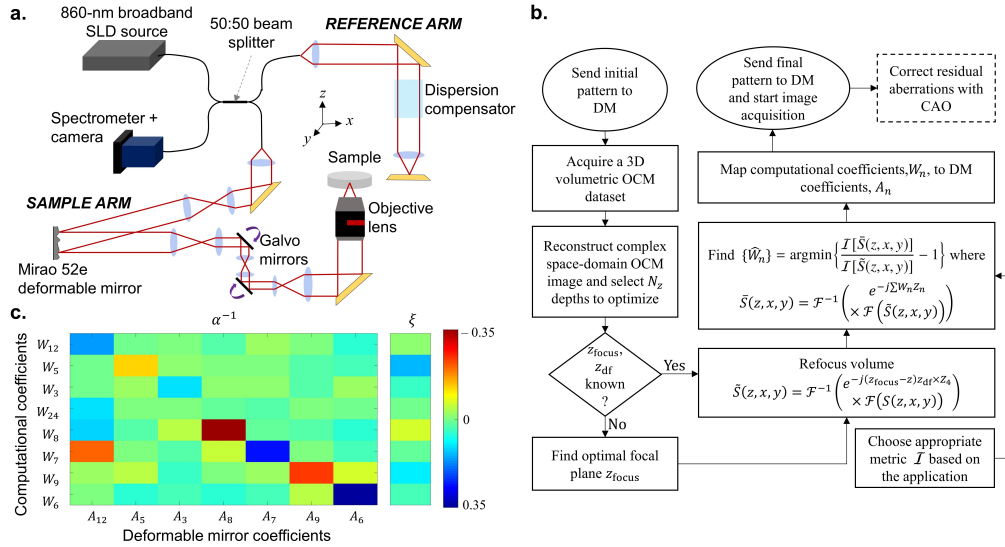 a.
860-nm broadband
SLD source
50:50 beam
splitter
REFERENCE ARM
Dispersion
compensator
z
x
y
Spectrometer +
camera
Sample
Objective
lens
SAMPLE ARM
Galvo
mirrors
Mirao 52e
deformable mirror
b.
Send initial
pattern to
DM
Acquire a 3D
volumetric OCM
dataset
Reconstruct complex
space-domain OCM
image and select N_z
depths to optimize
z_focus,
z_df
known
?
Yes
No
Find optimal focal
plane z_focus
Send final
pattern to DM
and start image
acquisition
Correct residual
aberrations with
CAO
Map computational coefficients,W_n, to DM
coefficients, A_n
Find {Ŵ_n} = argmin{ℐ[S̄(z, x, y)]/ℐ[S̃(z, x, y)] − 1} where
S̄(z, x, y) = ℱ⁻¹(e^{−j∑W_nZ_n} × ℱ(S̃(z, x, y)))
Refocus volume
S̃(z, x, y) = ℱ⁻¹(e^{−j(z_focus−z)z_df×Z_4} × ℱ(S(z, x, y)))
Choose appropriate
metric ℐ based on
the application
c.
α⁻¹
ξ
Computational coefficients
W_12
W_5
W_3
W_24
W_8
W_7
W_9
W_6
A_12
A_5
A_3
A_8
A_7
A_9
A_6
Deformable mirror coefficients
− 0.35
0
0.35